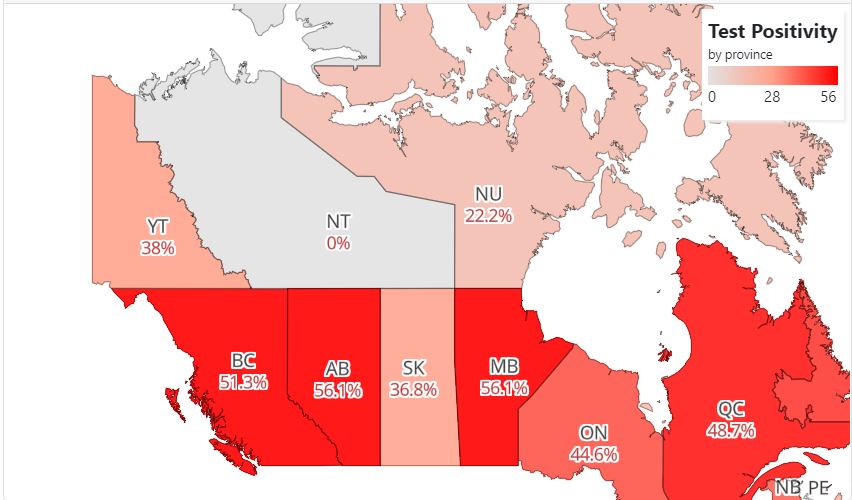 Test Positivity
by province
0 28 56
NU
22.2%
NT
0%
YT
38%
BC
51.3%
AB
56.1%
SK
36.8%
MB
56.1%
ON
44.6%
QC
48.7%
NB PE